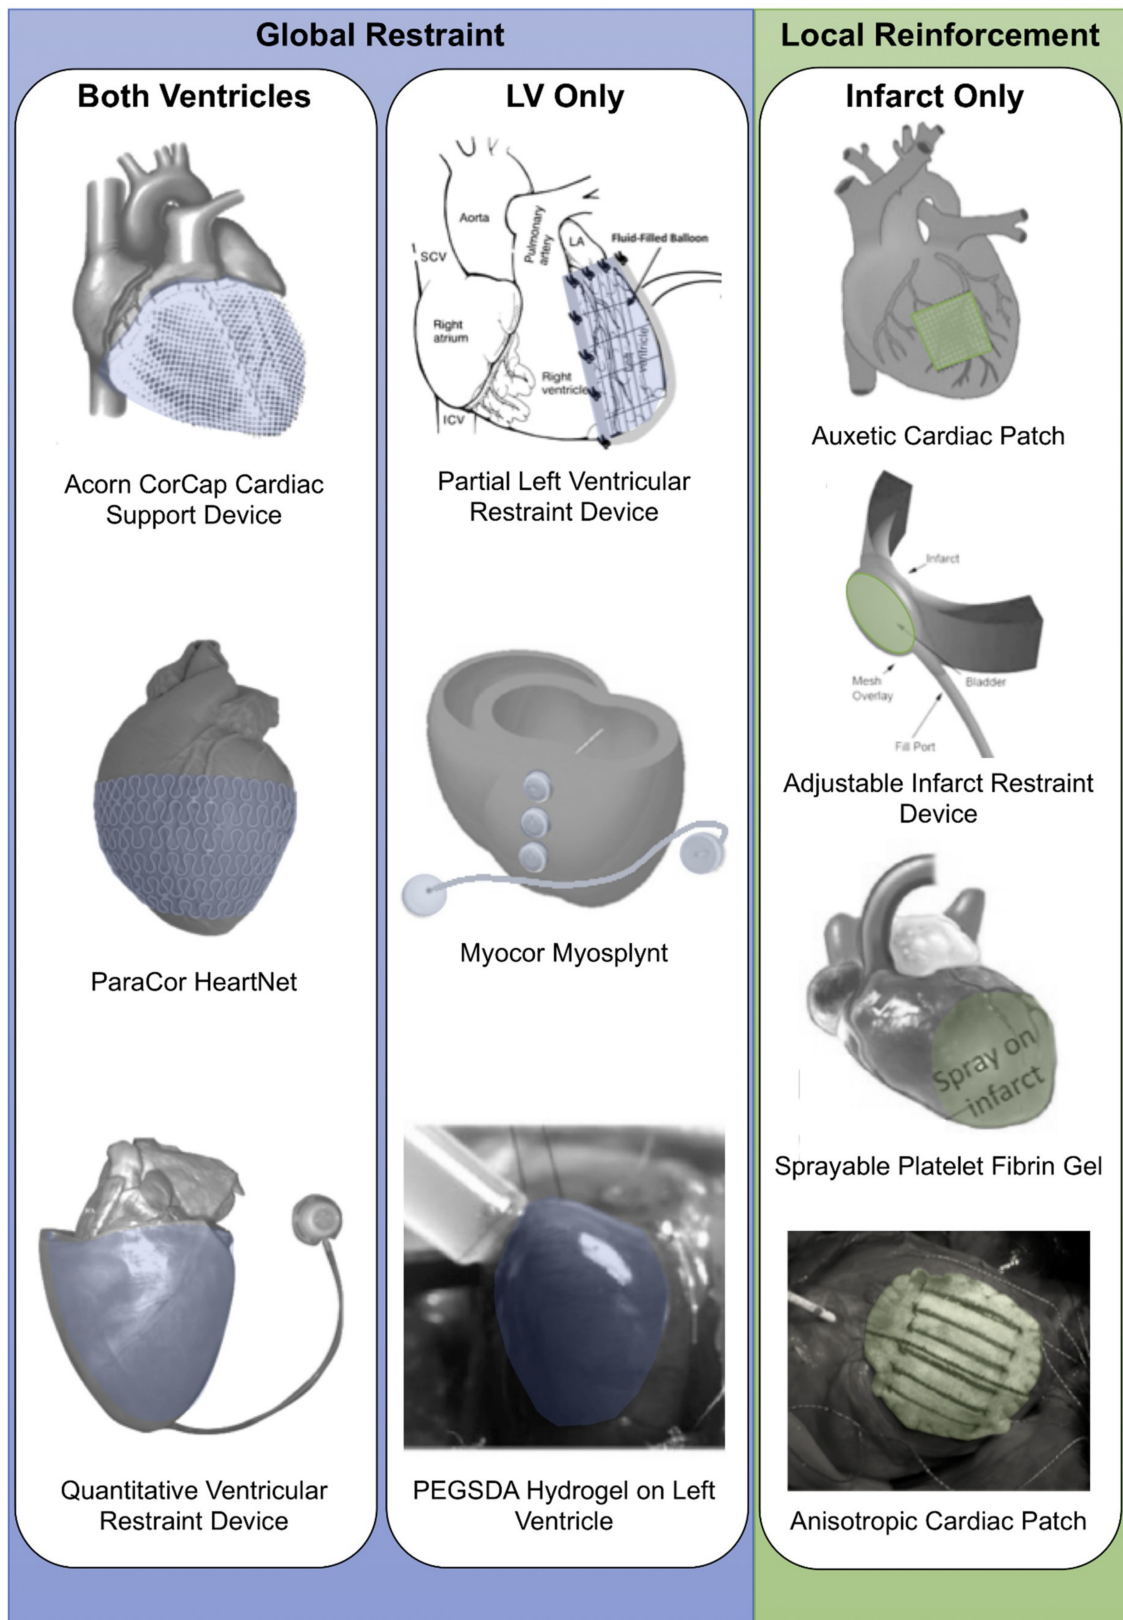 Global Restraint
Local Reinforcement
Both Ventricles
LV Only
Infarct Only
Aorta
Pulmonary
artery
LA
Fluid-Filled Balloon
SCV
Right
atrium
Right
ventricle
Left
ventricle
ICV
Acorn CorCap Cardiac
Support Device
Partial Left Ventricular
Restraint Device
Auxetic Cardiac Patch
Infarct
Mesh
Overlay
Bladder
Fill Port
Adjustable Infarct Restraint
Device
ParaCor HeartNet
Myocor Myosplynt
Spray on
infarct
Sprayable Platelet Fibrin Gel
Quantitative Ventricular
Restraint Device
PEGSDA Hydrogel on Left
Ventricle
Anisotropic Cardiac Patch